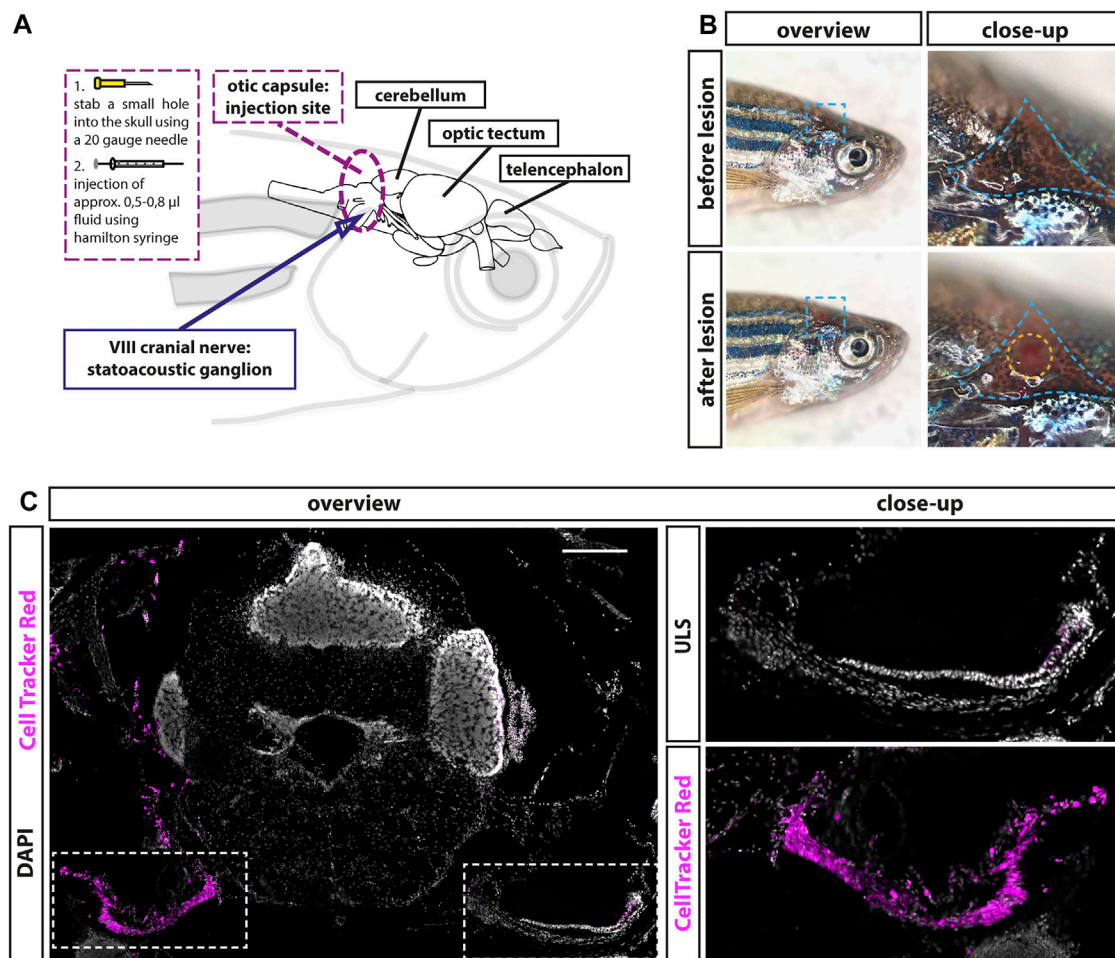 A
1.
stab a small hole
into the skull using
a 20 gauge needle
2.
injection of
approx. 0,5-0,8 µl
fluid using
hamilton syringe
otic capsule:
injection site
cerebellum
optic tectum
telencephalon
VIII cranial nerve:
statoacoustic ganglion
B
overview
close-up
before lesion
after lesion
C
overview
close-up
Cell Tracker Red
DAPI
ULS
CellTracker Red